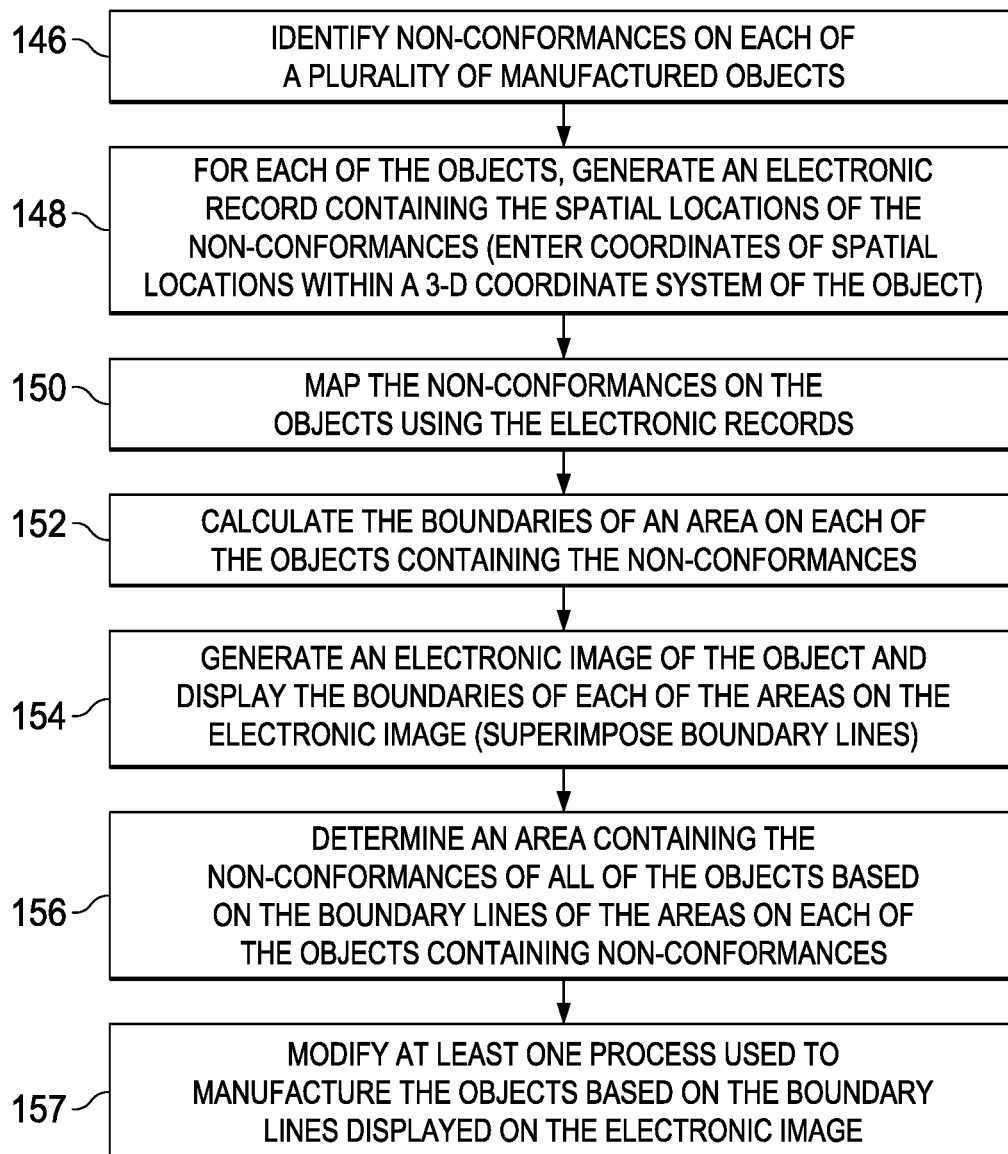 146
IDENTIFY NON-CONFORMANCES ON EACH OF
A PLURALITY OF MANUFACTURED OBJECTS
148
FOR EACH OF THE OBJECTS, GENERATE AN ELECTRONIC
RECORD CONTAINING THE SPATIAL LOCATIONS OF THE
NON-CONFORMANCES (ENTER COORDINATES OF SPATIAL
LOCATIONS WITHIN A 3-D COORDINATE SYSTEM OF THE OBJECT)
150
MAP THE NON-CONFORMANCES ON THE
OBJECTS USING THE ELECTRONIC RECORDS
152
CALCULATE THE BOUNDARIES OF AN AREA ON EACH OF
THE OBJECTS CONTAINING THE NON-CONFORMANCES
154
GENERATE AN ELECTRONIC IMAGE OF THE OBJECT AND
DISPLAY THE BOUNDARIES OF EACH OF THE AREAS ON THE
ELECTRONIC IMAGE (SUPERIMPOSE BOUNDARY LINES)
156
DETERMINE AN AREA CONTAINING THE
NON-CONFORMANCES OF ALL OF THE OBJECTS BASED
ON THE BOUNDARY LINES OF THE AREAS ON EACH OF
THE OBJECTS CONTAINING NON-CONFORMANCES
157
MODIFY AT LEAST ONE PROCESS USED TO
MANUFACTURE THE OBJECTS BASED ON THE BOUNDARY
LINES DISPLAYED ON THE ELECTRONIC IMAGE